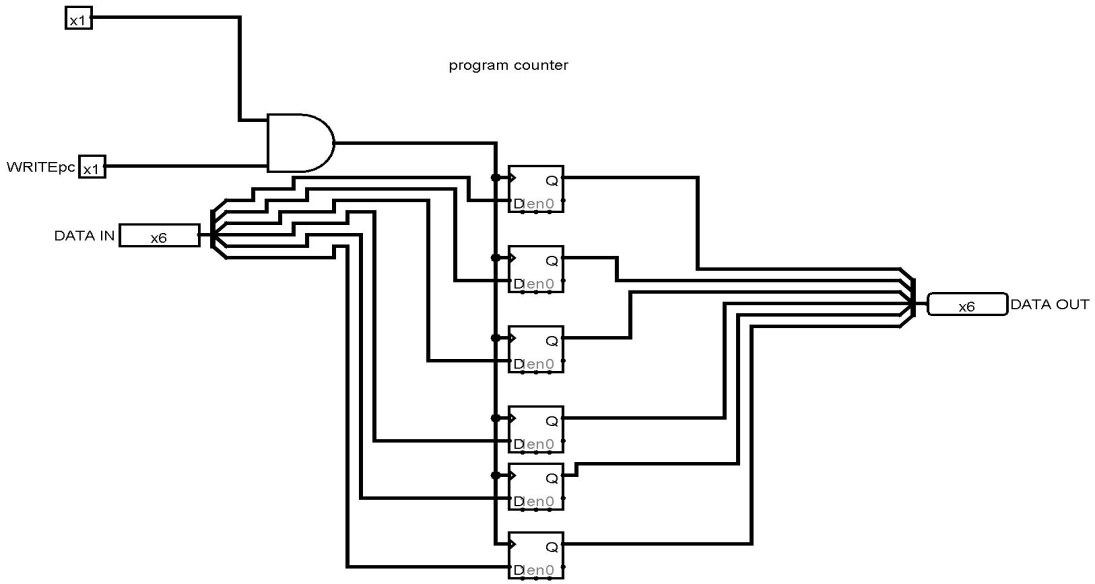 x1
program counter
WRITEpc x1
DATA IN x6
Q
D en0
Q
D en0
x6 DATA OUT
Q
D en0
Q
D en0
Q
D en0
Q
D en0